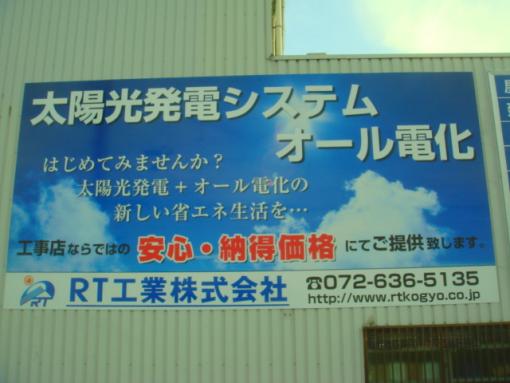 太陽光発電システム
オール電化
はじめてみませんか？
太陽光発電＋オール電化の
新しい省エネ生活を…
工事店ならではの 安心・納得価格 にてご提供致します。
RT RT工業株式会社 ☎072-636-5135
http://www.rtkogyo.co.jp